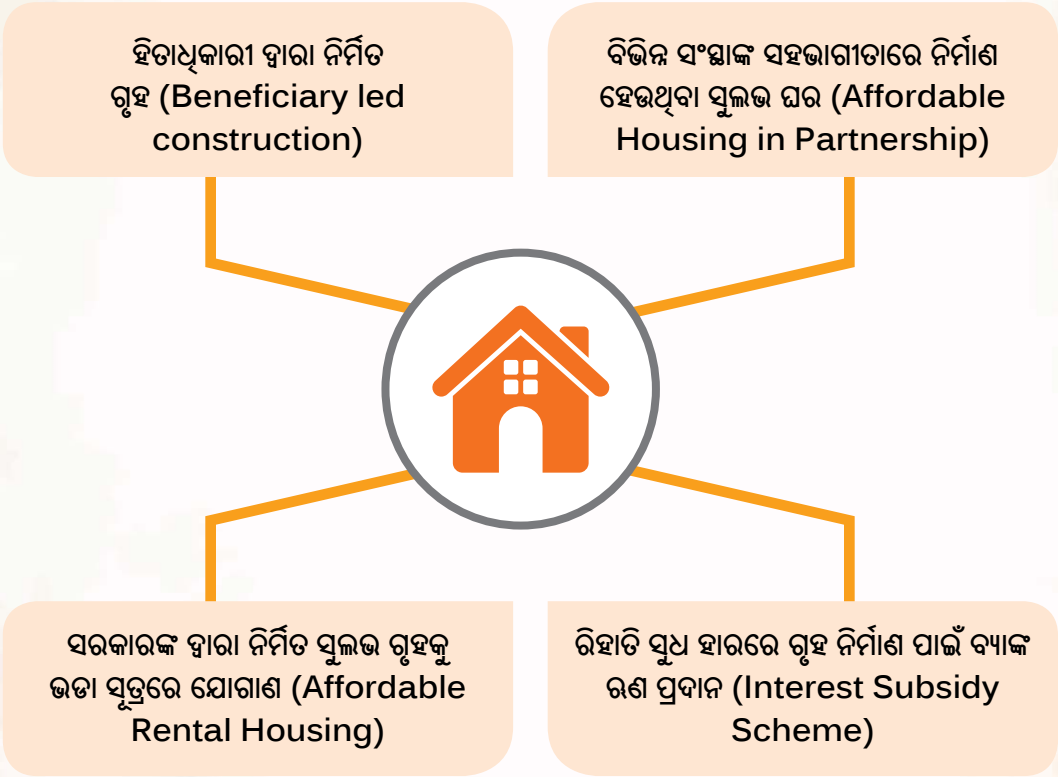 ହିତାଧିକାରୀ ଦ୍ୱାରା ନିର୍ମିତ
ଗୃହ (Beneficiary led
construction)
ବିଭିନ୍ନ ସଂସ୍ଥାଙ୍କ ସହଭାଗୀତାରେ ନିର୍ମାଣ
ହେଉଥିବା ସୁଲଭ ଘର (Affordable
Housing in Partnership)
ସରକାରଙ୍କ ଦ୍ୱାରା ନିର୍ମିତ ସୁଲଭ ଗୃହକୁ
ଭଡା ସୂତ୍ରରେ ଯୋଗାଣ (Affordable
Rental Housing)
ରିହାତି ସୁଧ ହାରରେ ଗୃହ ନିର୍ମାଣ ପାଇଁ ବ୍ୟାଙ୍କ
ଋଣ ପ୍ରଦାନ (Interest Subsidy
Scheme)